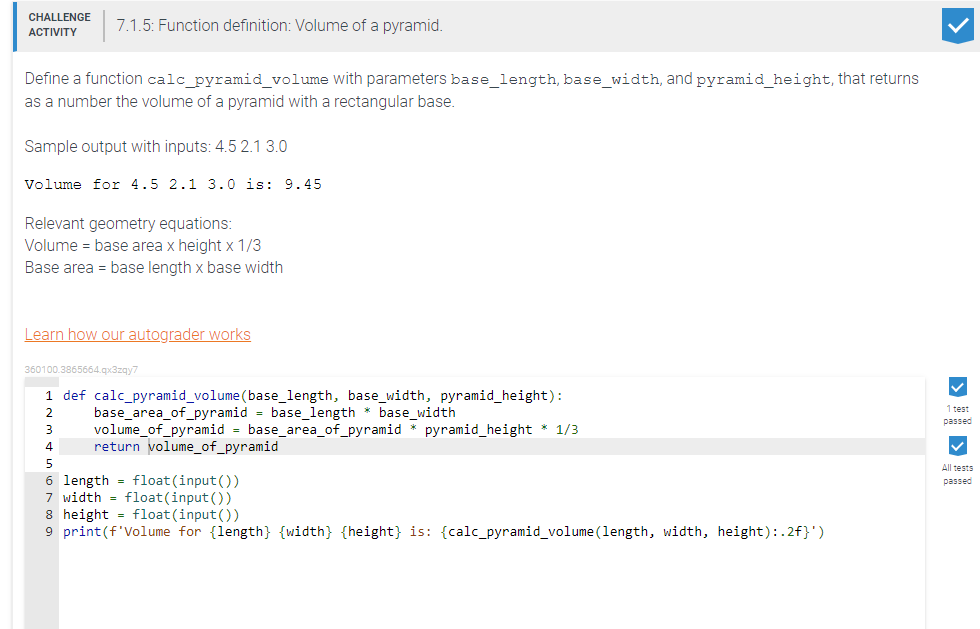 CHALLENGE
ACTIVITY
7.1.5: Function definition: Volume of a pyramid.
Define a function calc_pyramid_volume with parameters base_length, base_width, and pyramid_height, that returns
as a number the volume of a pyramid with a rectangular base.
Sample output with inputs: 4.5 2.1 3.0
Volume for 4.5 2.1 3.0 is: 9.45
Relevant geometry equations:
Volume = base area x height x 1/3
Base area = base length x base width
Learn how our autograder works
360100.3865664.qx3zqy7
1 def calc_pyramid_volume(base_length, base_width, pyramid_height):
2     base_area_of_pyramid = base_length * base_width
3     volume_of_pyramid = base_area_of_pyramid * pyramid_height * 1/3
4     return volume_of_pyramid
5
6 length = float(input())
7 width = float(input())
8 height = float(input())
9 print(f'Volume for {length} {width} {height} is: {calc_pyramid_volume(length, width, height):.2f}')
1 test
passed
All tests
passed